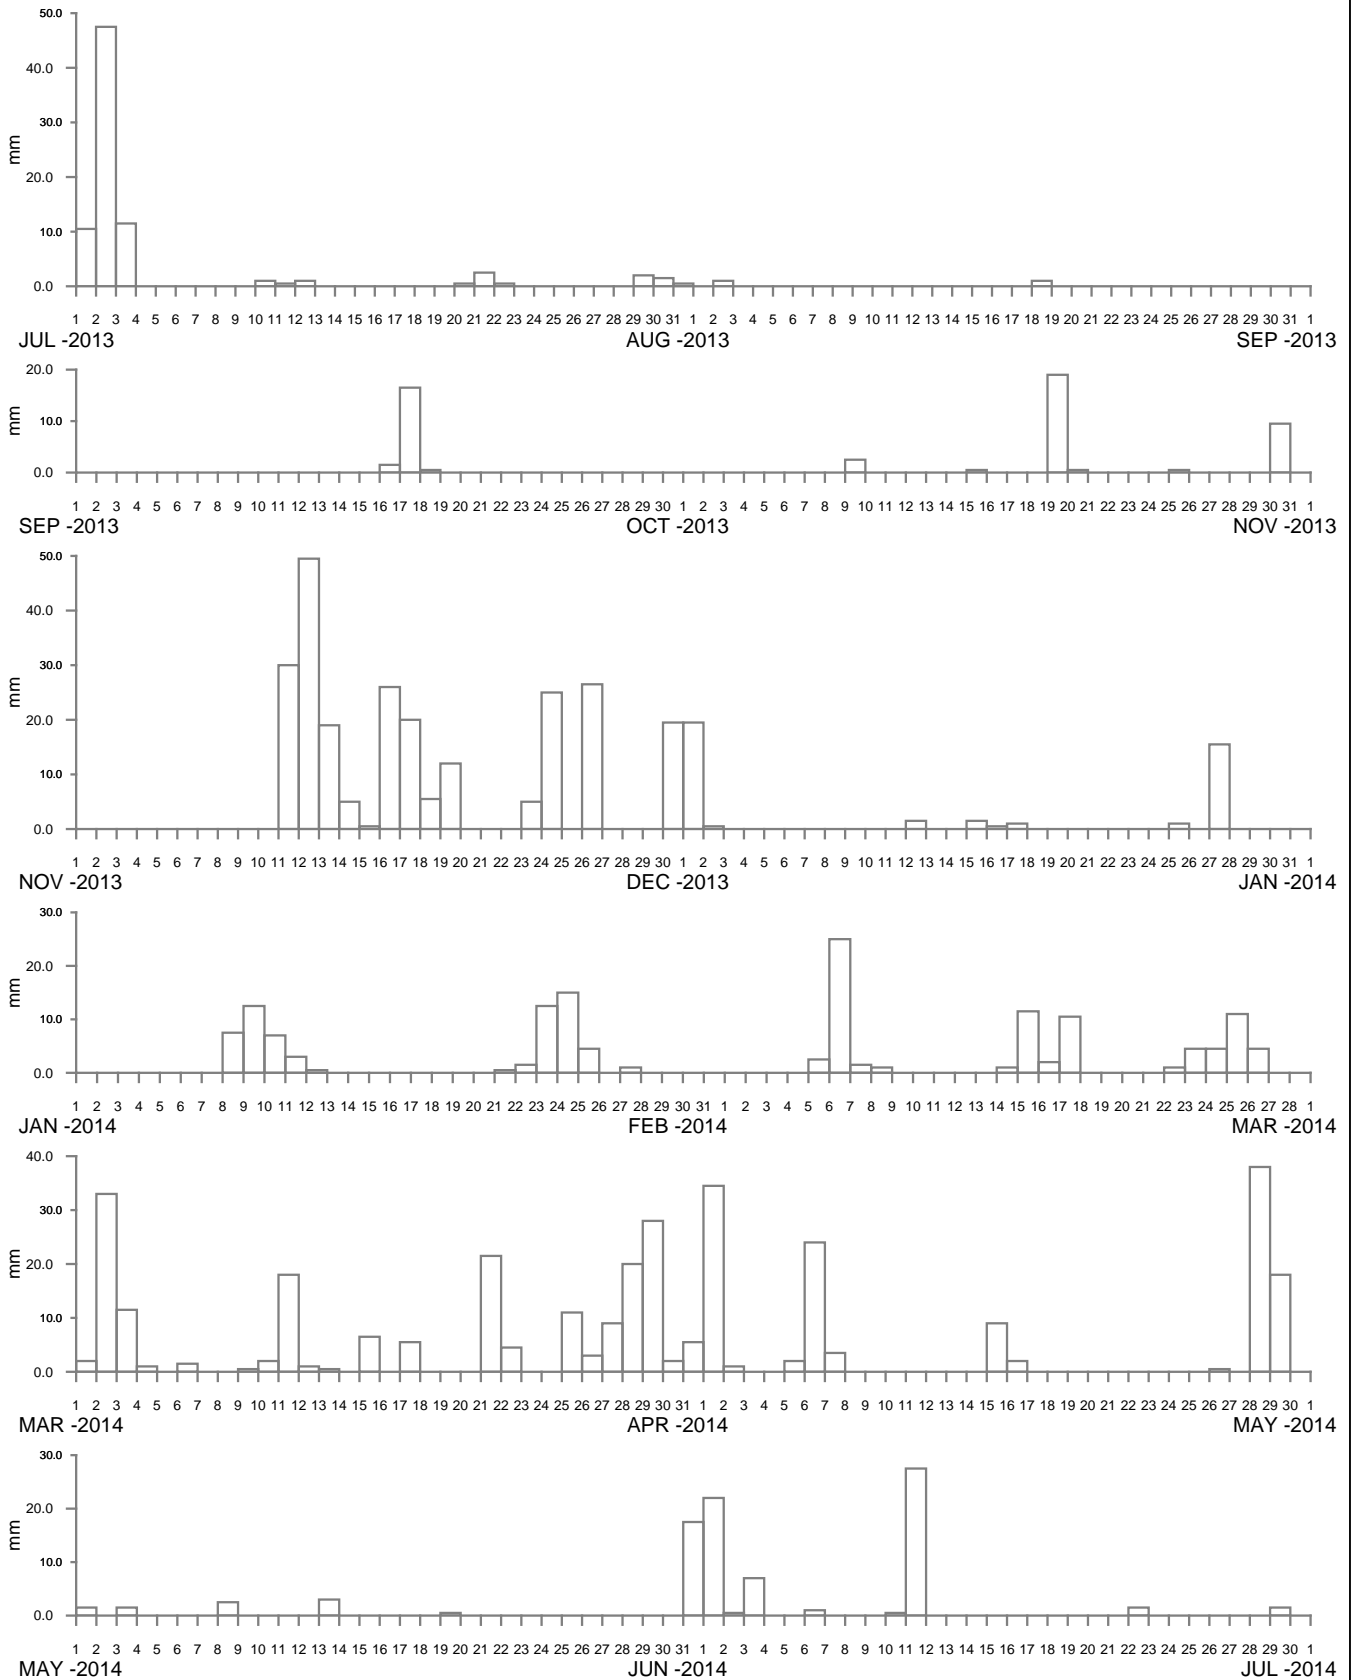 50.0
40.0
30.0
20.0
10.0
0.0
mm
1 2 3 4 5 6 7 8 9 10 11 12 13 14 15 16 17 18 19 20 21 22 23 24 25 26 27 28 29 30 31 1 2 3 4 5 6 7 8 9 10 11 12 13 14 15 16 17 18 19 20 21 22 23 24 25 26 27 28 29 30 31 1
JUL -2013 AUG -2013 SEP -2013
20.0
10.0
0.0
mm
1 2 3 4 5 6 7 8 9 10 11 12 13 14 15 16 17 18 19 20 21 22 23 24 25 26 27 28 29 30 1 2 3 4 5 6 7 8 9 10 11 12 13 14 15 16 17 18 19 20 21 22 23 24 25 26 27 28 29 30 31 1
SEP -2013 OCT -2013 NOV -2013
50.0
40.0
30.0
20.0
10.0
0.0
mm
1 2 3 4 5 6 7 8 9 10 11 12 13 14 15 16 17 18 19 20 21 22 23 24 25 26 27 28 29 30 1 2 3 4 5 6 7 8 9 10 11 12 13 14 15 16 17 18 19 20 21 22 23 24 25 26 27 28 29 30 31 1
NOV -2013 DEC -2013 JAN -2014
30.0
20.0
10.0
0.0
mm
1 2 3 4 5 6 7 8 9 10 11 12 13 14 15 16 17 18 19 20 21 22 23 24 25 26 27 28 29 30 31 1 2 3 4 5 6 7 8 9 10 11 12 13 14 15 16 17 18 19 20 21 22 23 24 25 26 27 28 1
JAN -2014 FEB -2014 MAR -2014
40.0
30.0
20.0
10.0
0.0
mm
1 2 3 4 5 6 7 8 9 10 11 12 13 14 15 16 17 18 19 20 21 22 23 24 25 26 27 28 29 30 31 1 2 3 4 5 6 7 8 9 10 11 12 13 14 15 16 17 18 19 20 21 22 23 24 25 26 27 28 29 30 1
MAR -2014 APR -2014 MAY -2014
30.0
20.0
10.0
0.0
mm
1 2 3 4 5 6 7 8 9 10 11 12 13 14 15 16 17 18 19 20 21 22 23 24 25 26 27 28 29 30 31 1 2 3 4 5 6 7 8 9 10 11 12 13 14 15 16 17 18 19 20 21 22 23 24 25 26 27 28 29 30 1
MAY -2014 JUN -2014 JUL -2014